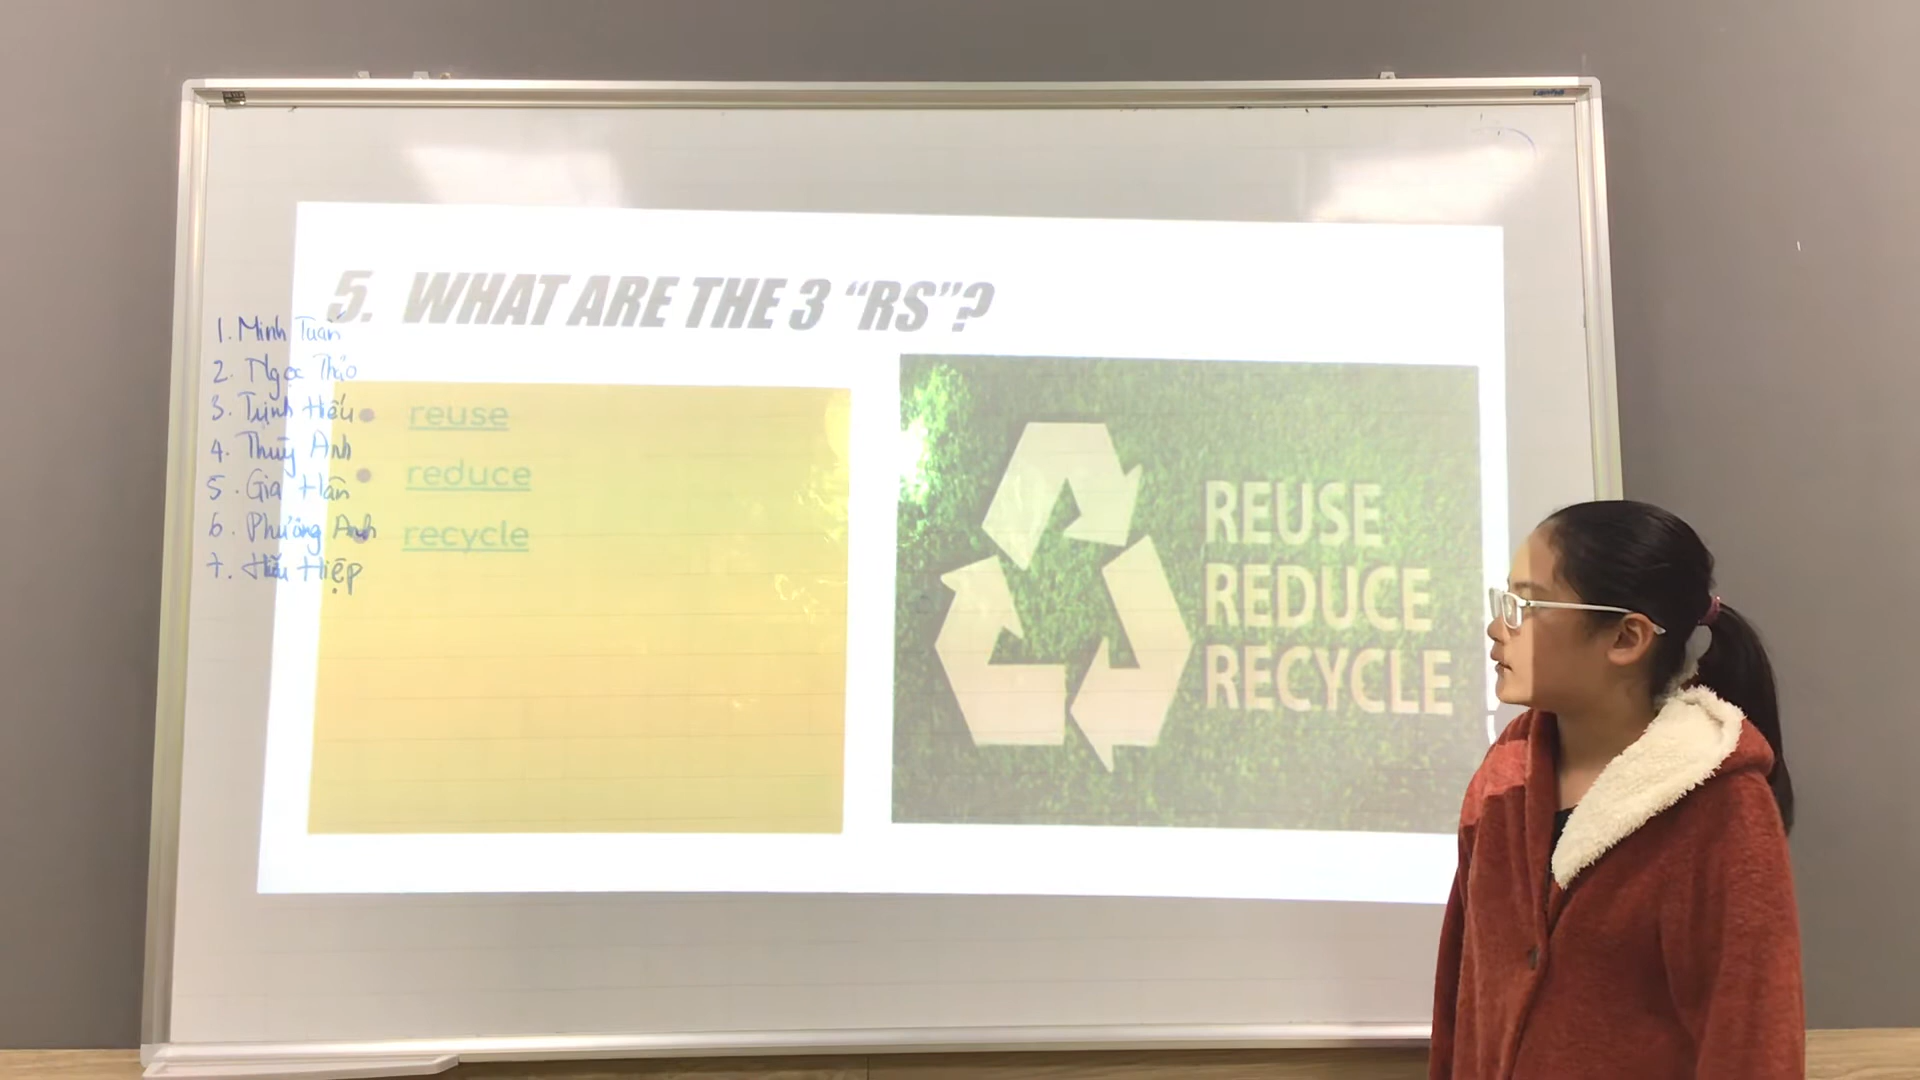 5. WHAT ARE THE 3 “RS”?
1. Minh Tuấn
2. Ngọc Thảo
3. Trịnh Hiếu
4. Thùy Anh
5. Gia Hân
6. Phương Anh
7. Hữu Hiệp
• reuse
• reduce
• recycle
REUSE
REDUCE
RECYCLE